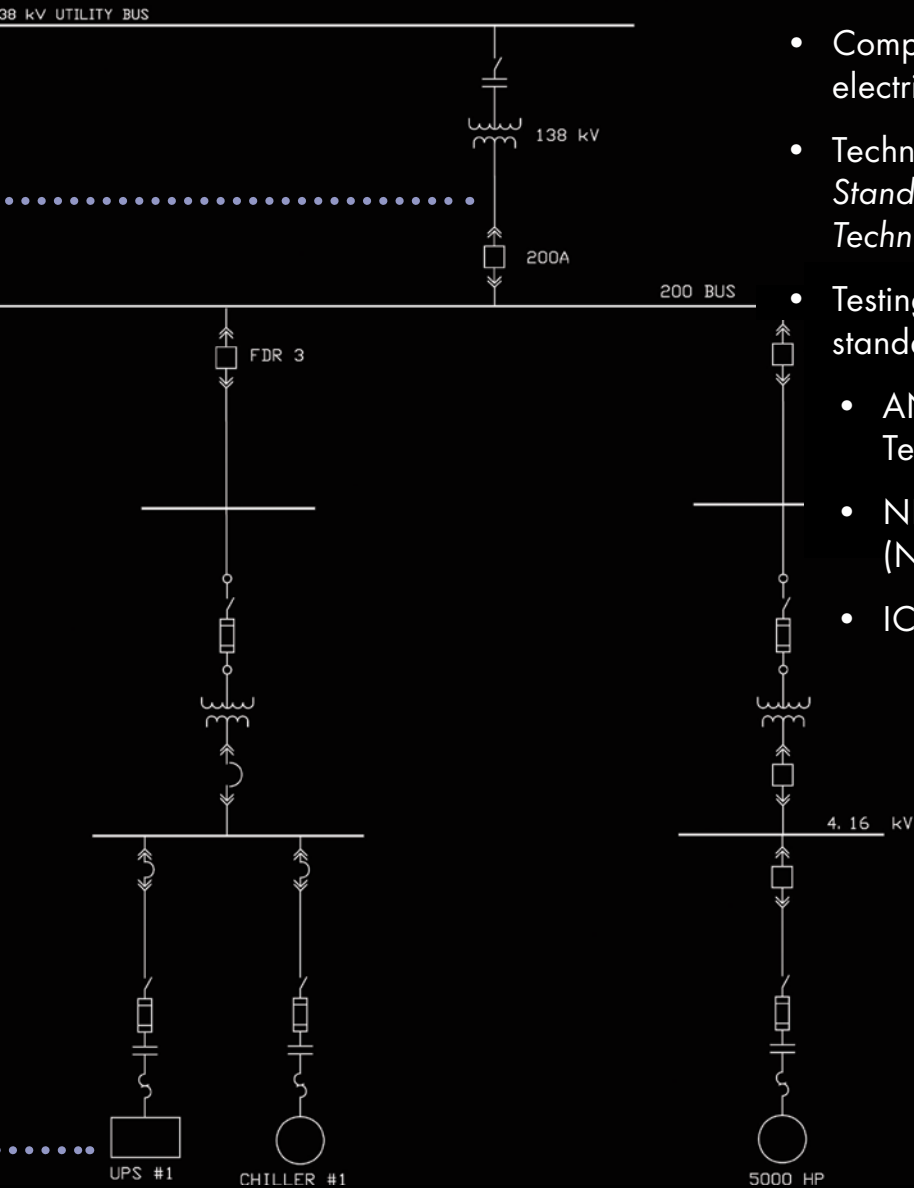 38 kV UTILITY BUS
138 kV
200A
200 BUS
FDR 3
4.16 kV
UPS #1
CHILLER #1
5000 HP
• Comp
electri
• Techn
Stand
Techn
• Testing
stand
• AN
Te
• N
(N
• IC